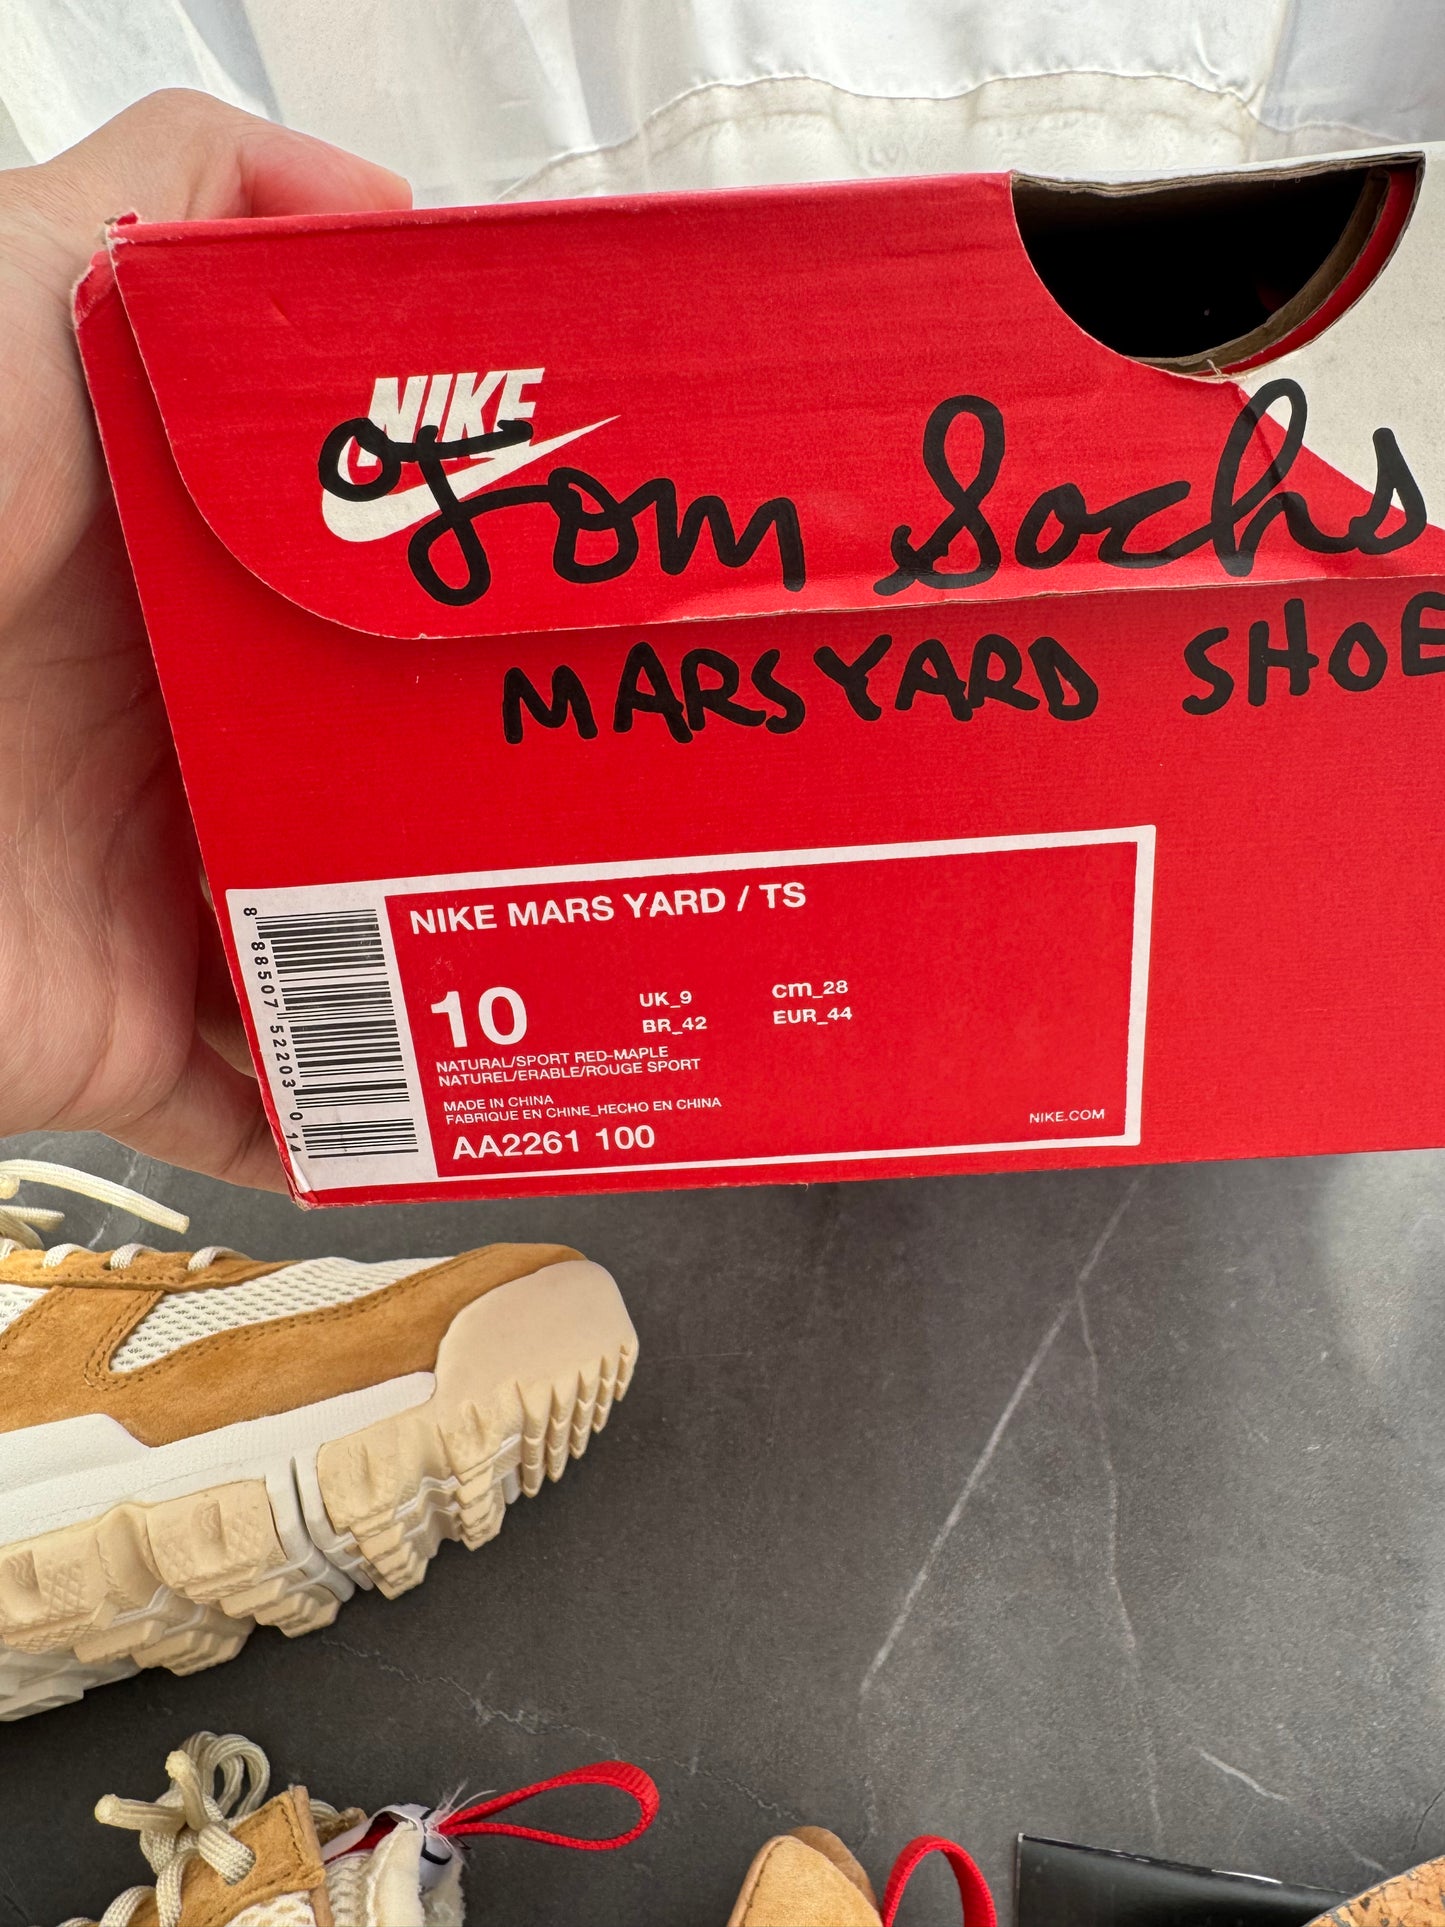 NIKE
Tom Sachs
MARSYARD SHOE
NIKE MARS YARD / TS
10
UK_9
cm_28
BR_42
EUR_44
NATURAL/SPORT RED-MAPLE
NATUREL/ERABLE/ROUGE SPORT
MADE IN CHINA
FABRIQUE EN CHINE_HECHO EN CHINA
AA2261 100
NIKE.COM
8 88507 52203 0 14